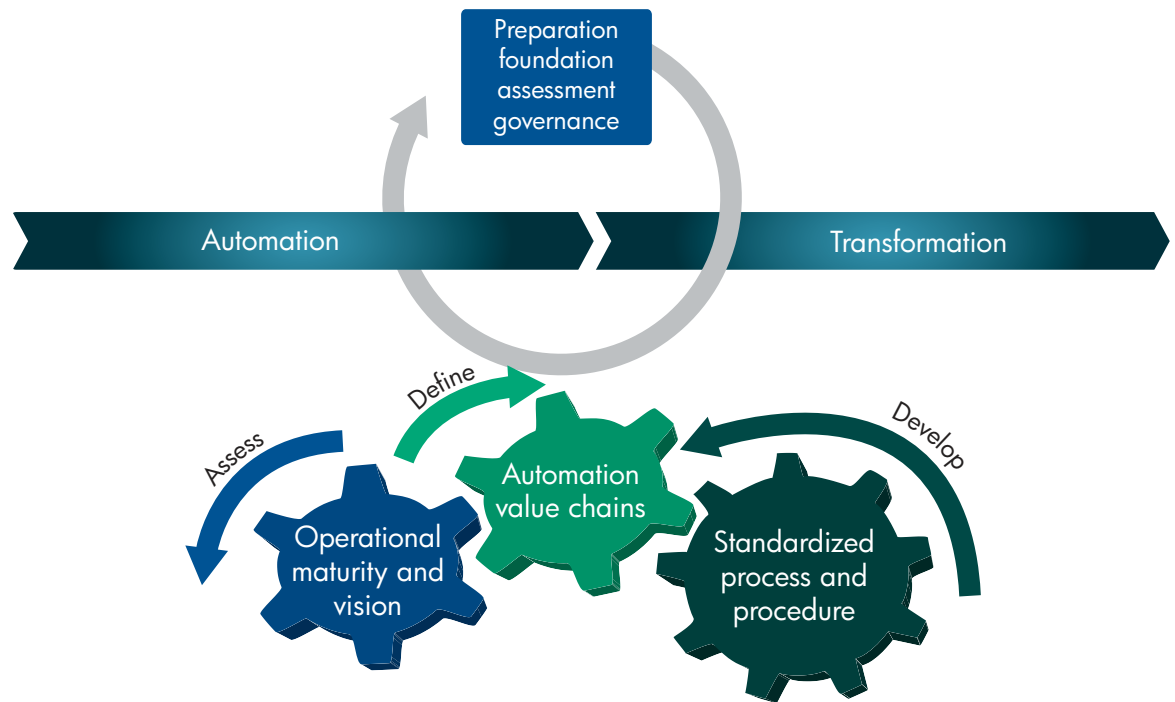 Preparation
foundation
assessment
governance
Automation
Transformation
Define
Assess
Develop
Automation
value chains
Operational
maturity and
vision
Standardized
process and
procedure